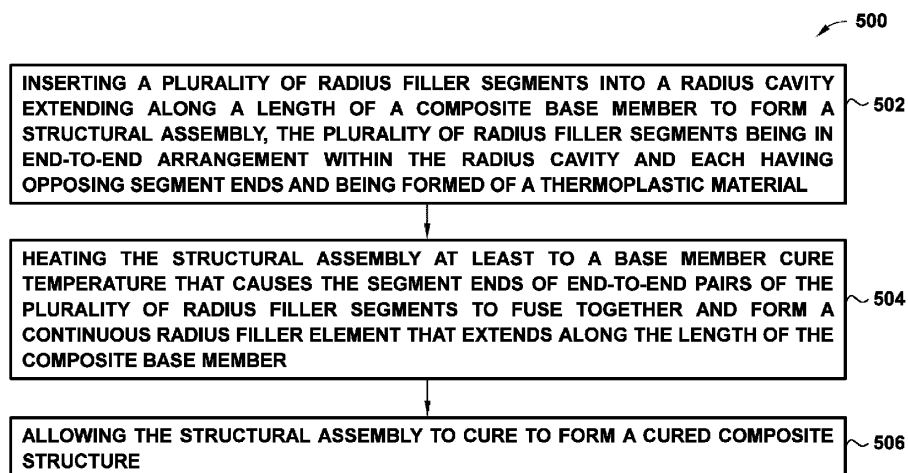 500
INSERTING A PLURALITY OF RADIUS FILLER SEGMENTS INTO A RADIUS CAVITY
EXTENDING ALONG A LENGTH OF A COMPOSITE BASE MEMBER TO FORM A
STRUCTURAL ASSEMBLY, THE PLURALITY OF RADIUS FILLER SEGMENTS BEING IN
END-TO-END ARRANGEMENT WITHIN THE RADIUS CAVITY AND EACH HAVING
OPPOSING SEGMENT ENDS AND BEING FORMED OF A THERMOPLASTIC MATERIAL
502
HEATING THE STRUCTURAL ASSEMBLY AT LEAST TO A BASE MEMBER CURE
TEMPERATURE THAT CAUSES THE SEGMENT ENDS OF END-TO-END PAIRS OF THE
PLURALITY OF RADIUS FILLER SEGMENTS TO FUSE TOGETHER AND FORM A
CONTINUOUS RADIUS FILLER ELEMENT THAT EXTENDS ALONG THE LENGTH OF THE
COMPOSITE BASE MEMBER
504
ALLOWING THE STRUCTURAL ASSEMBLY TO CURE TO FORM A CURED COMPOSITE
STRUCTURE
506